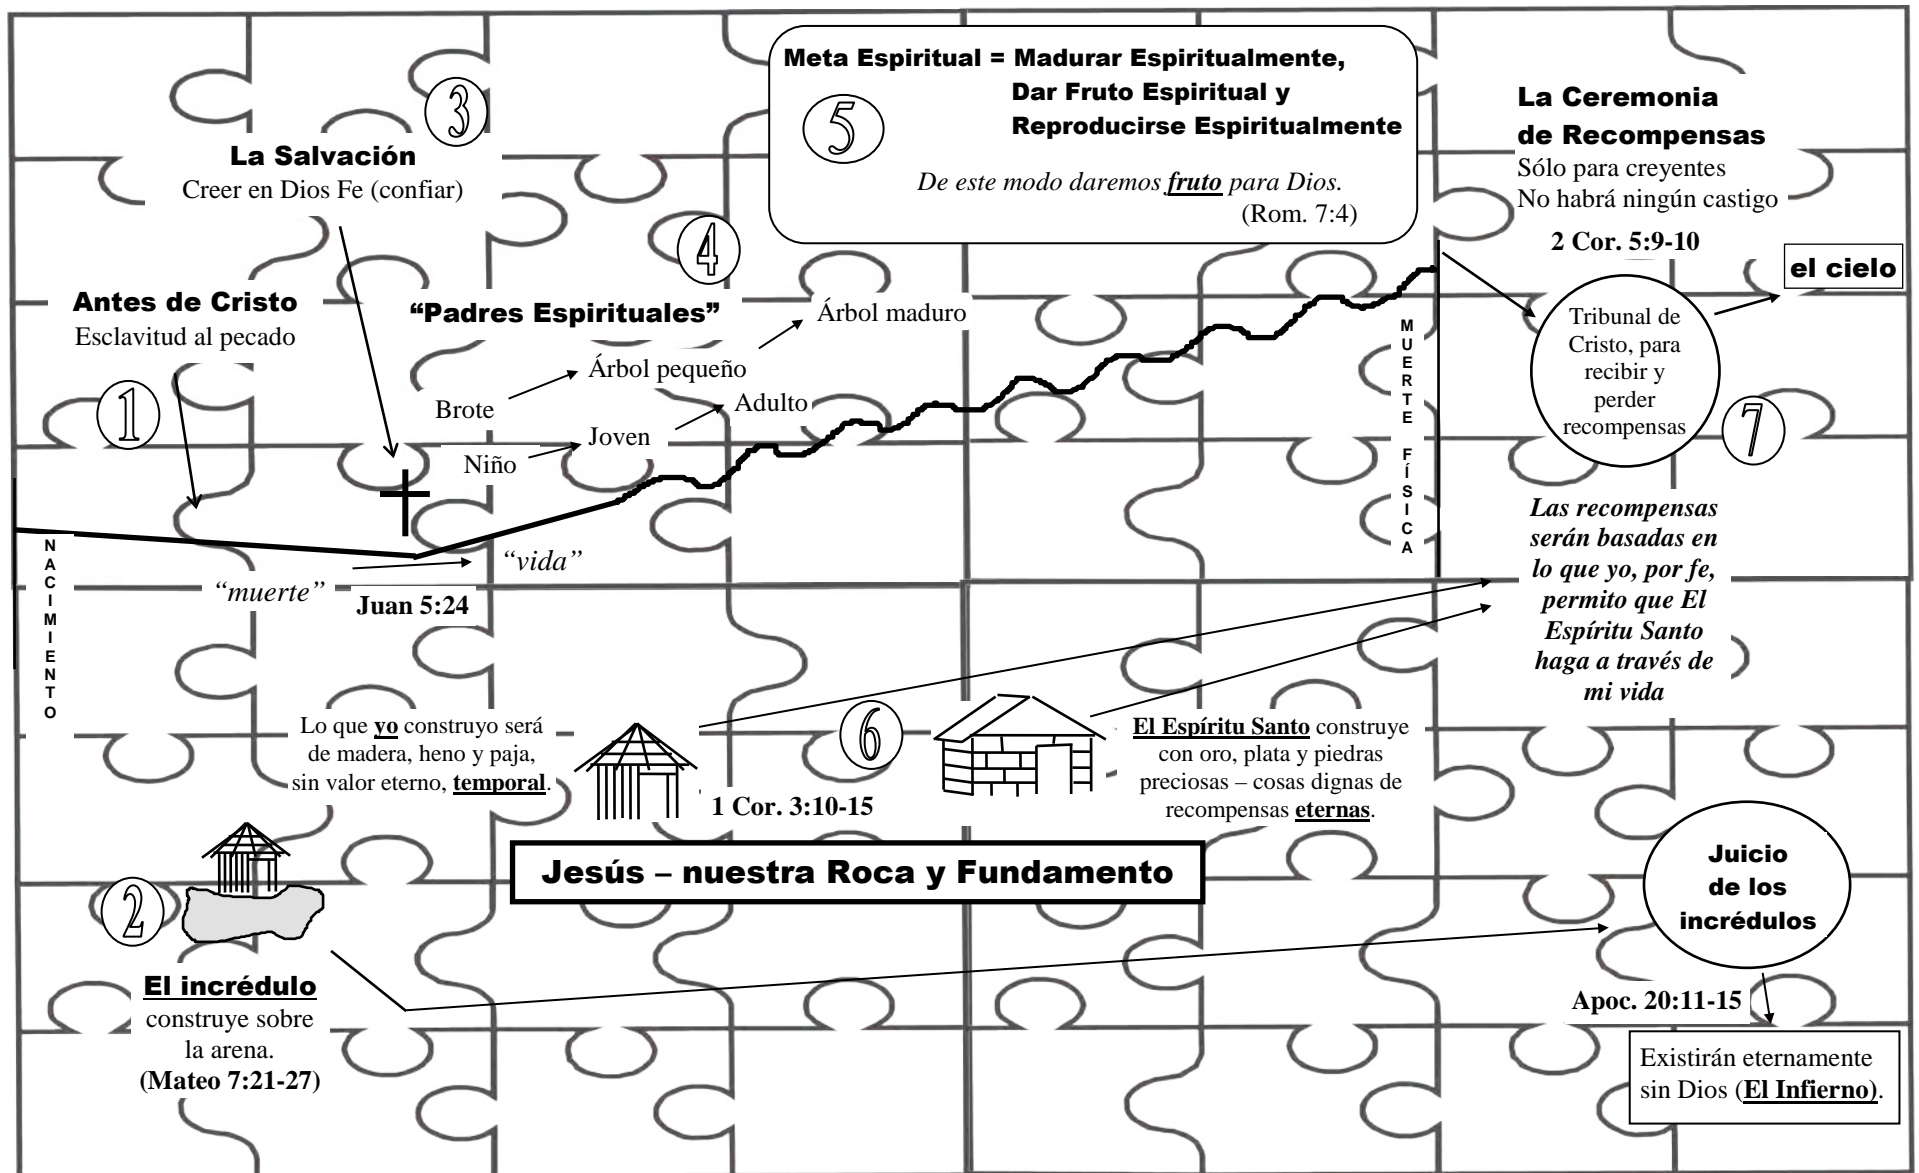 Meta Espiritual = Madurar Espiritualmente,
Dar Fruto Espiritual y
Reproducirse Espiritualmente
5
De este modo daremos fruto para Dios.
(Rom. 7:4)
3
La Salvación
Creer en Dios Fe (confiar)
La Ceremonia
de Recompensas
Sólo para creyentes
No habrá ningún castigo
2 Cor. 5:9-10
el cielo
4
Antes de Cristo
Esclavitud al pecado
“Padres Espirituales”
Árbol maduro
Árbol pequeño
Brote
Adulto
Joven
Niño
1
MUERTE FÍSICA
Tribunal de
Cristo, para
recibir y
perder
recompensas
7
NACIMIENTO
“muerte”
“vida”
Juan 5:24
Las recompensas
serán basadas en
lo que yo, por fe,
permito que El
Espíritu Santo
haga a través de
mi vida
Lo que yo construyo será
de madera, heno y paja,
sin valor eterno, temporal.
6
1 Cor. 3:10-15
El Espíritu Santo construye
con oro, plata y piedras
preciosas – cosas dignas de
recompensas eternas.
Jesús – nuestra Roca y Fundamento
2
El incrédulo
construye sobre
la arena.
(Mateo 7:21-27)
Juicio
de los
incrédulos
Apoc. 20:11-15
Existirán eternamente
sin Dios (El Infierno).